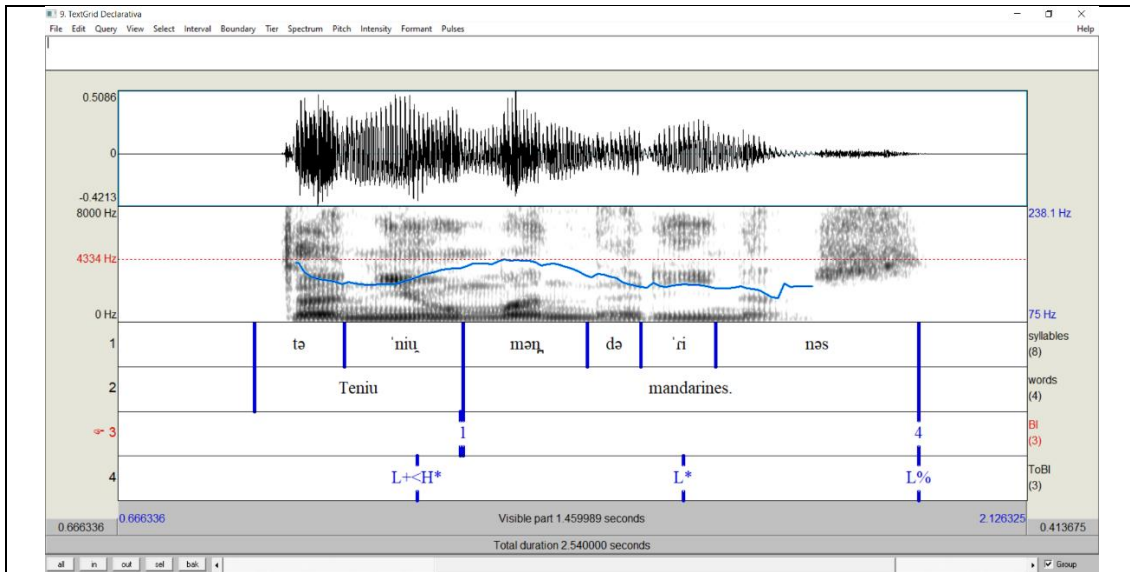 9. TextGrid Declarativa
File Edit Query View Select Interval Boundary Tier Spectrum Pitch Intensity Formant Pulses Help
0.5086
0
-0.4213
8000 Hz 238.1 Hz
4334 Hz
0 Hz 75 Hz
1 tə ˈniu̯ mən̪ də ˈɾi nəs syllables
(8)
2 Teniu mandarines. words
(4)
3 1 4 BI
(3)
4 L+<H* L* L% ToBI
(3)
0.666336 Visible part 1.459989 seconds 2.126325
0.666336 0.413675
Total duration 2.540000 seconds
all in out sel bak Group